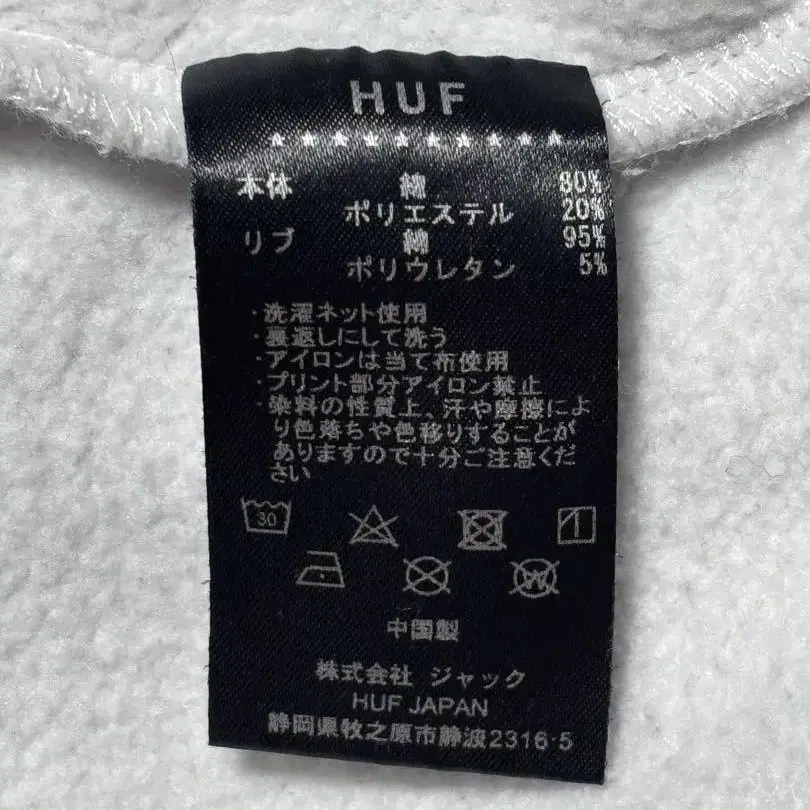 HUF
★★★★★★★★★★
本体 綿 80%
ポリエステル 20%
リブ 綿 95%
ポリウレタン 5%
・洗濯ネット使用
・裏返しにして洗う
・アイロンは当て布使用
・プリント部分アイロン禁止
・染料の性質上、汗や摩擦によ
り色落ちや色移りすることが
ありますので十分ご注意くだ
さい
30
W
中国製
株式会社 ジャック
HUF JAPAN
静岡県牧之原市静波2316-5